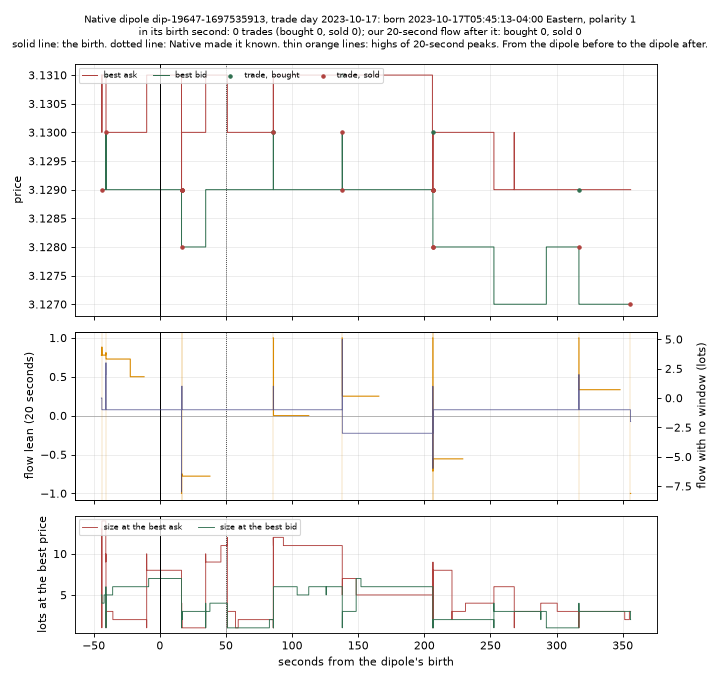 Native dipole dip-19647-1697535913, trade day 2023-10-17: born 2023-10-17T05:45:13-04:00 Eastern, polarity 1
in its birth second: 0 trades (bought 0, sold 0); our 20-second flow after it: bought 0, sold 0
solid line: the birth. dotted line: Native made it known. thin orange lines: highs of 20-second peaks. From the dipole before to the dipole after.
best ask best bid trade, bought trade, sold
3.1310
3.1305
3.1300
3.1295
3.1290
3.1285
3.1280
3.1275
3.1270
price
1.0
0.5
0.0
−0.5
−1.0
flow lean (20 seconds)
5.0
2.5
0.0
−2.5
−5.0
−7.5
flow with no window (lots)
size at the best ask size at the best bid
10
5
lots at the best price
−50 0 50 100 150 200 250 300 350
seconds from the dipole's birth